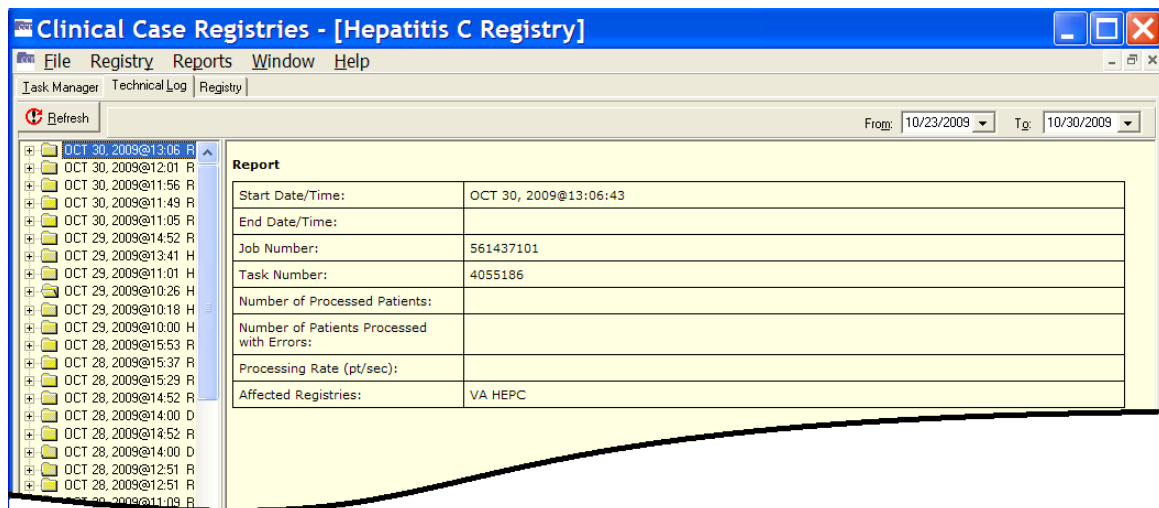 Clinical Case Registries - [Hepatitis C Registry]
File Registry Reports Window Help
Task Manager Technical Log Registry
Refresh From: 10/23/2009 To: 10/30/2009
OCT 30, 2009@13:06 R
OCT 30, 2009@12:01 R
OCT 30, 2009@11:56 R
OCT 30, 2009@11:49 R
OCT 30, 2009@11:05 R
OCT 29, 2009@14:52 R
OCT 29, 2009@13:41 H
OCT 29, 2009@11:01 H
OCT 29, 2009@10:26 H
OCT 29, 2009@10:18 H
OCT 29, 2009@10:00 H
OCT 28, 2009@15:53 R
OCT 28, 2009@15:37 R
OCT 28, 2009@15:29 R
OCT 28, 2009@14:52 R
OCT 28, 2009@14:00 D
OCT 28, 2009@14:52 R
OCT 28, 2009@14:00 D
OCT 28, 2009@12:51 R
OCT 28, 2009@12:51 R
2009@11:09 R
Report
Start Date/Time: OCT 30, 2009@13:06:43
End Date/Time:
Job Number: 561437101
Task Number: 4055186
Number of Processed Patients:
Number of Patients Processed
with Errors:
Processing Rate (pt/sec):
Affected Registries: VA HEPC